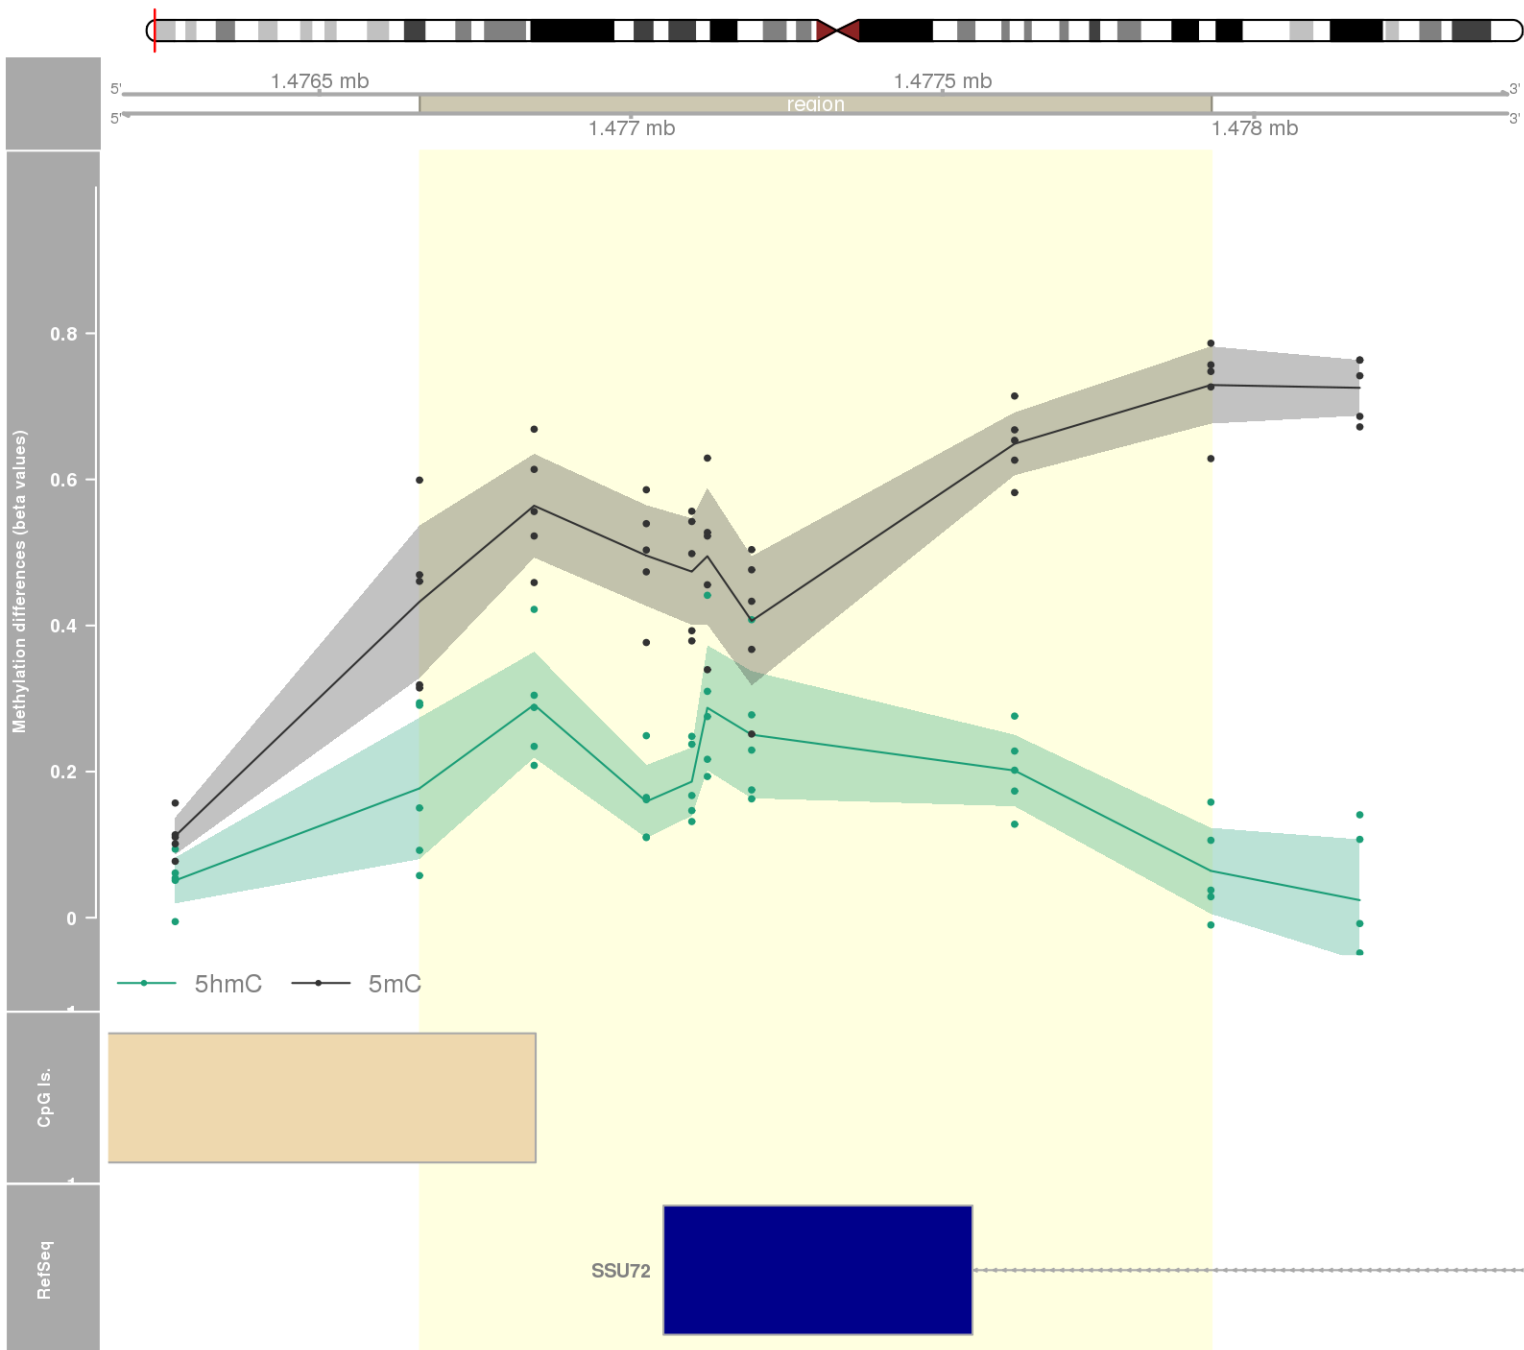 1.4765 mb
1.4775 mb
5'
3'
region
5'
3'
1.477 mb
1.478 mb
Methylation differences (beta values)
0.8
0.6
0.4
0.2
0
5hmC
5mC
CpG Is.
RefSeq
SSU72